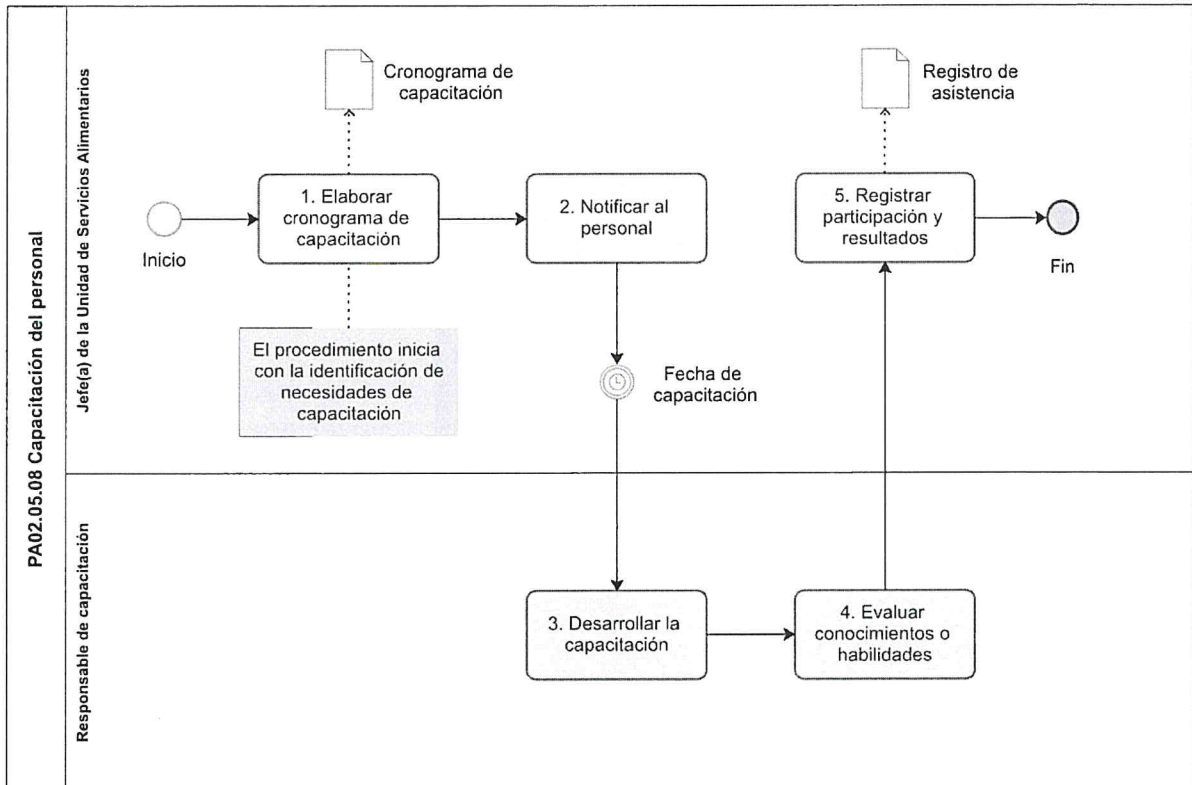 PA02.05.08 Capacitación del personal
Jefe(a) de la Unidad de Servicios Alimentarios
Cronograma de
capacitación
Registro de
asistencia
Inicio
1. Elaborar
cronograma de
capacitación
2. Notificar al
personal
5. Registrar
participación y
resultados
Fin
El procedimiento inicia
con la identificación de
necesidades de
capacitación
Fecha de
capacitación
Responsable de capacitación
3. Desarrollar la
capacitación
4. Evaluar
conocimientos o
habilidades